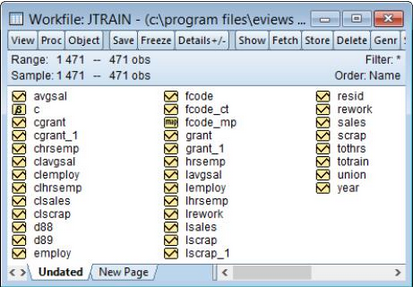 Workfile: JTRAIN - (c:\program files\eviews ...
View Proc Object Save Freeze Details+/- Show Fetch Store Delete Genr S
Range: 1 471 -- 471 obs Filter: *
Sample: 1 471 -- 471 obs Order: Name
avgsal fcode resid
β c fcode_ct rework
cgrant map fcode_mp sales
cgrant_1 grant scrap
chrsemp grant_1 tothrs
clavgsal hrsemp totrain
clemploy lavgsal union
clhrsemp lemploy year
clsales lhrsemp
clscrap lrework
d88 lsales
d89 lscrap
employ lscrap_1
Undated New Page